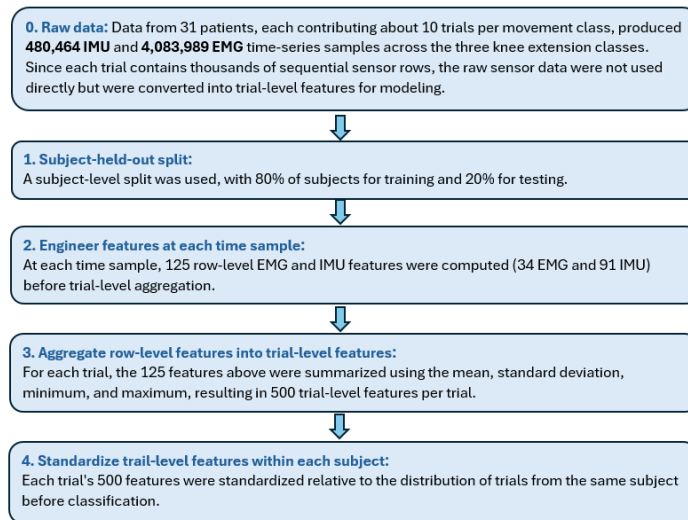 0. Raw data: Data from 31 patients, each contributing about 10 trials per movement class, produced
480,464 IMU and 4,083,989 EMG time-series samples across the three knee extension classes.
Since each trial contains thousands of sequential sensor rows, the raw sensor data were not used
directly but were converted into trial-level features for modeling.
1. Subject-held-out split:
A subject-level split was used, with 80% of subjects for training and 20% for testing.
2. Engineer features at each time sample:
At each time sample, 125 row-level EMG and IMU features were computed (34 EMG and 91 IMU)
before trial-level aggregation.
3. Aggregate row-level features into trial-level features:
For each trial, the 125 features above were summarized using the mean, standard deviation,
minimum, and maximum, resulting in 500 trial-level features per trial.
4. Standardize trail-level features within each subject:
Each trial's 500 features were standardized relative to the distribution of trials from the same subject
before classification.